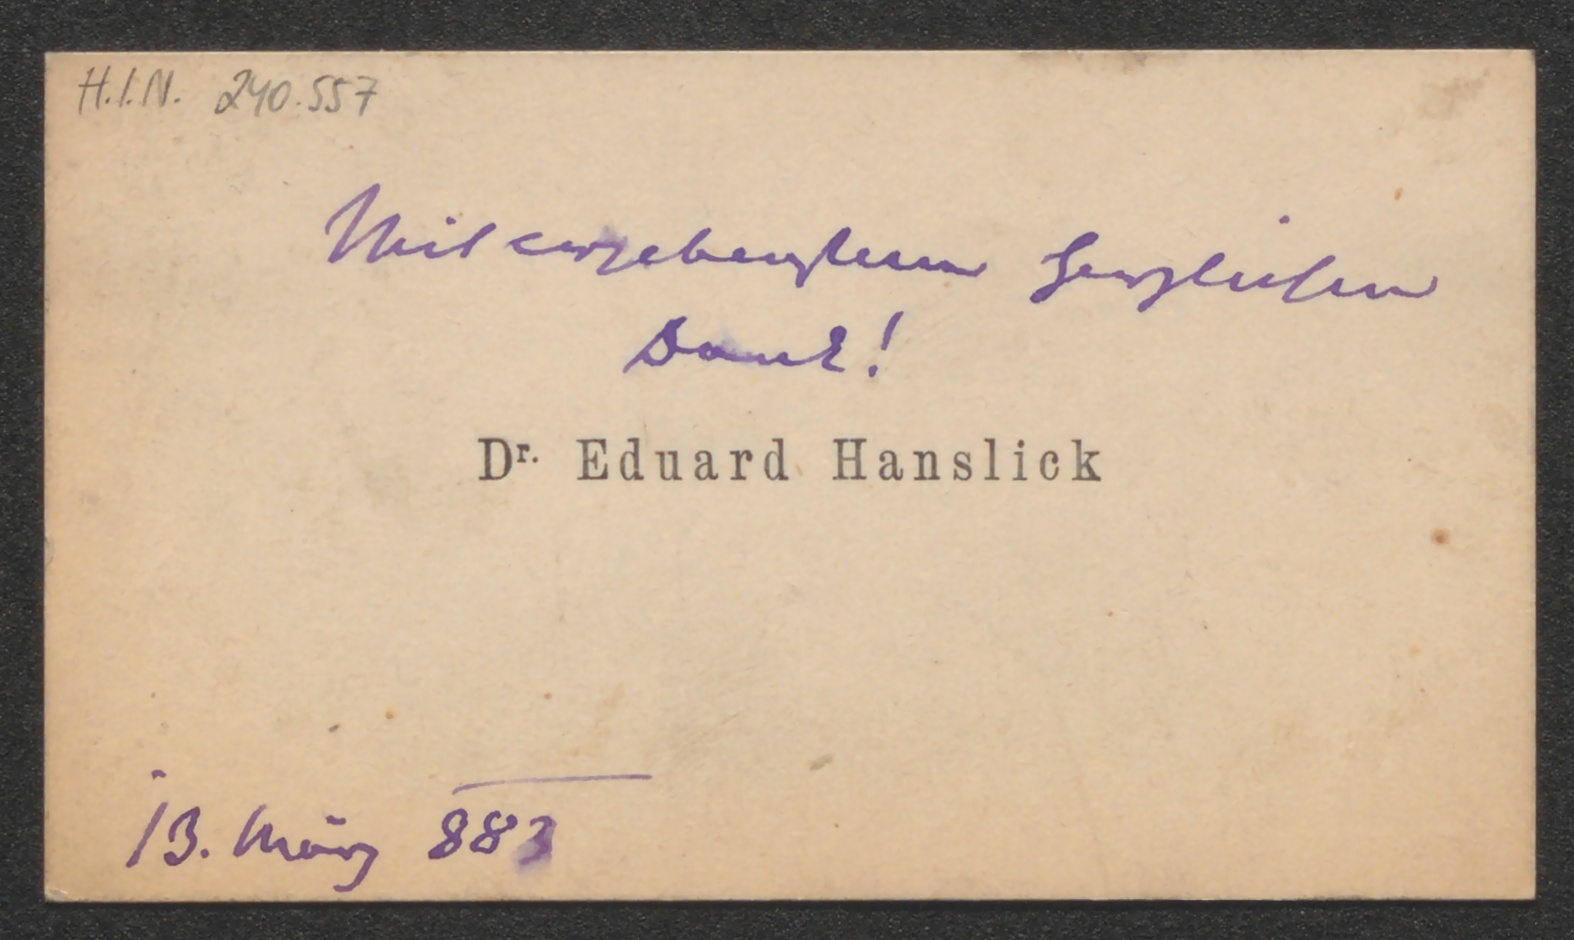 H.I.N. 240.557
Mit ergebenstem herzlichen
Dank!
Dr. Eduard Hanslick
13. März 883